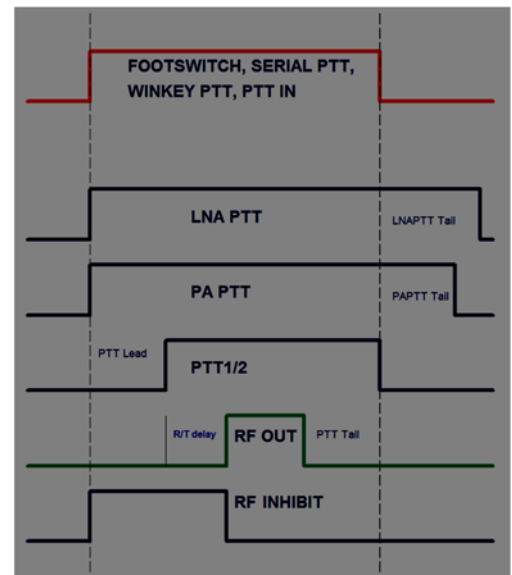 FOOTSWITCH, SERIAL PTT,
WINKEY PTT, PTT IN
LNA PTT
LNAPTT Tail
PA PTT
PAPTT Tail
PTT Lead
PTT1/2
R/T delay
RF OUT
PTT Tail
RF INHIBIT